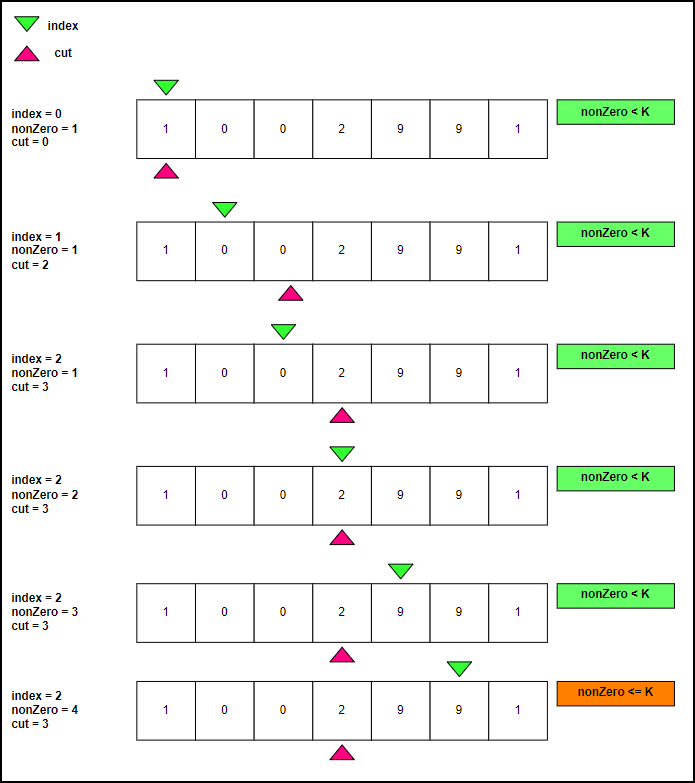 index
cut
index = 0
nonZero = 1
cut = 0
1 0 0 2 9 9 1
nonZero < K
index = 1
nonZero = 1
cut = 2
1 0 0 2 9 9 1
nonZero < K
index = 2
nonZero = 1
cut = 3
1 0 0 2 9 9 1
nonZero < K
index = 2
nonZero = 2
cut = 3
1 0 0 2 9 9 1
nonZero < K
index = 2
nonZero = 3
cut = 3
1 0 0 2 9 9 1
nonZero < K
index = 2
nonZero = 4
cut = 3
1 0 0 2 9 9 1
nonZero <= K